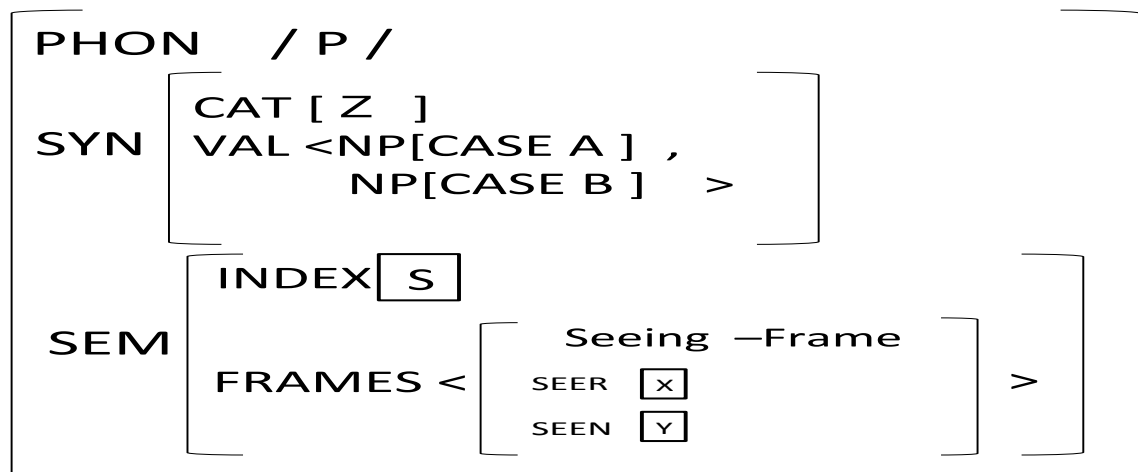 PHON / P /
CAT [ Z ]
SYN VAL <NP[CASE A ] ,
NP[CASE B ] >
INDEX S
Seeing –Frame
SEM
FRAMES < SEER X >
SEEN Y